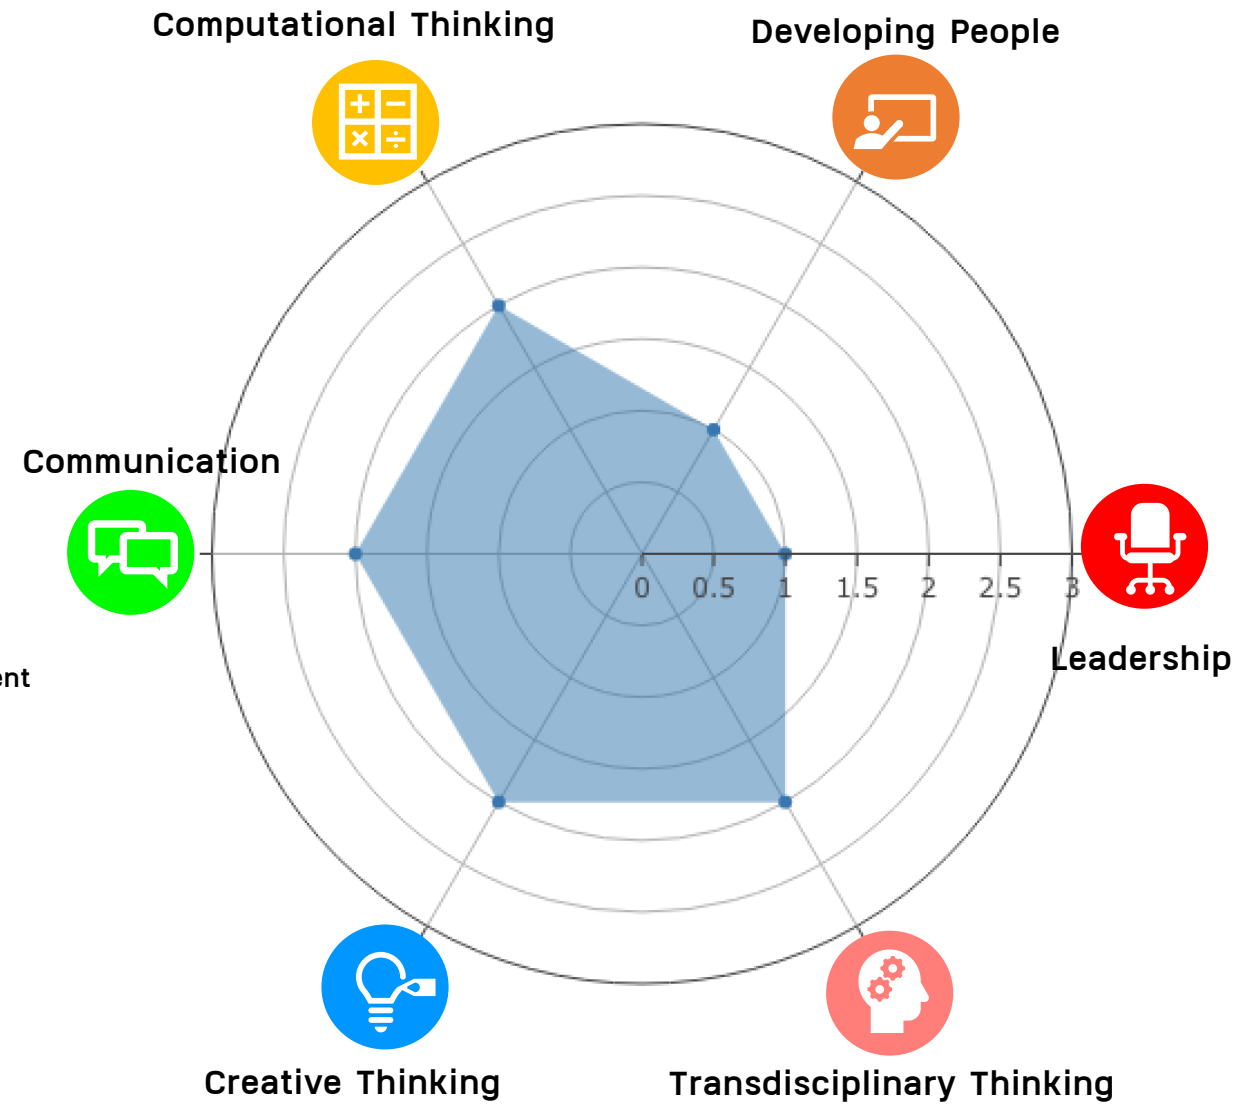 Computational Thinking
Developing People
Communication
0 0.5 1 1.5 2 2.5 3
Leadership
ent
Creative Thinking
Transdisciplinary Thinking